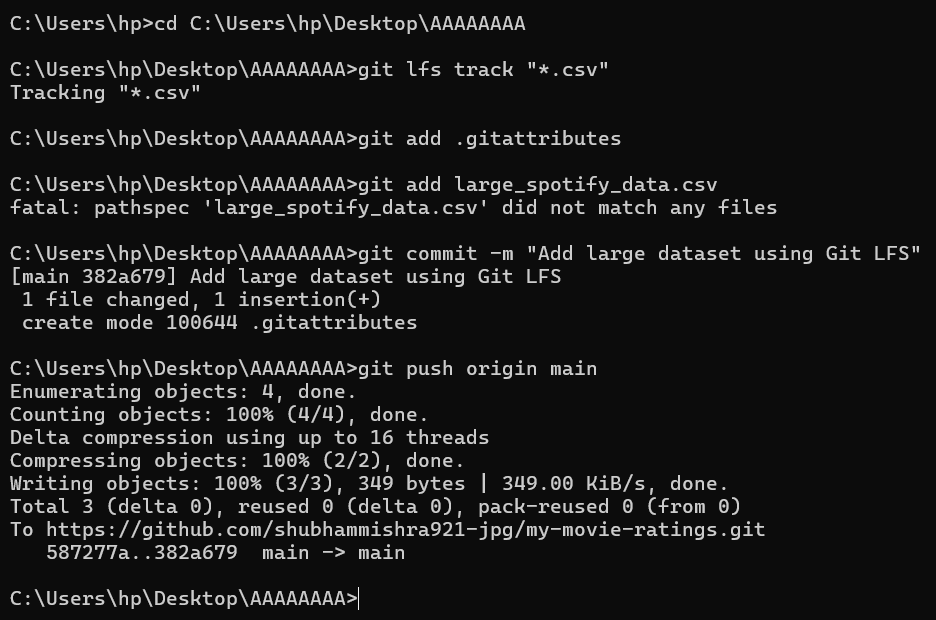 C:\Users\hp>cd C:\Users\hp\Desktop\AAAAAAAA
C:\Users\hp\Desktop\AAAAAAAA>git lfs track "*.csv"
Tracking "*.csv"
C:\Users\hp\Desktop\AAAAAAAA>git add .gitattributes
C:\Users\hp\Desktop\AAAAAAAA>git add large_spotify_data.csv
fatal: pathspec 'large_spotify_data.csv' did not match any files
C:\Users\hp\Desktop\AAAAAAAA>git commit -m "Add large dataset using Git LFS"
[main 382a679] Add large dataset using Git LFS
 1 file changed, 1 insertion(+)
 create mode 100644 .gitattributes
C:\Users\hp\Desktop\AAAAAAAA>git push origin main
Enumerating objects: 4, done.
Counting objects: 100% (4/4), done.
Delta compression using up to 16 threads
Compressing objects: 100% (2/2), done.
Writing objects: 100% (3/3), 349 bytes | 349.00 KiB/s, done.
Total 3 (delta 0), reused 0 (delta 0), pack-reused 0 (from 0)
To https://github.com/shubhammishra921-jpg/my-movie-ratings.git
   587277a..382a679  main -> main
C:\Users\hp\Desktop\AAAAAAAA>